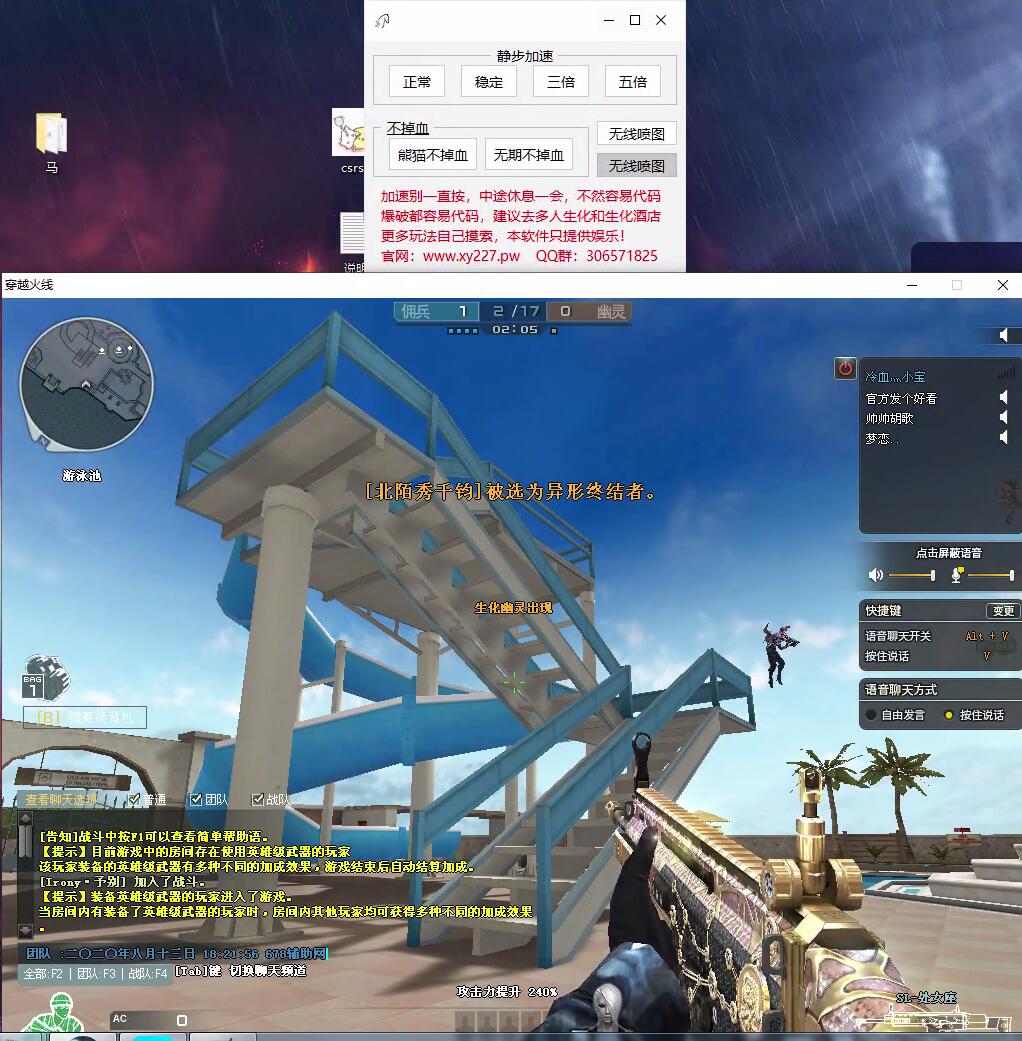 静步加速
正常
稳定
三倍
五倍
不掉血
熊猫不掉血
无期不掉血
无线喷图
无线喷图
加速别一直按，中途休息一会，不然容易代码
爆破都容易代码，建议去多人生化和生化酒店
更多玩法自己摸索，本软件只提供娱乐！
官网：www.xy227.pw QQ群：306571825
马
csrs
说明
穿越火线
佣兵 1 2 /17 0 幽灵
02:05
游泳池
官方发个好看
帅帅胡歌
梦恋..
[北陌秀千钧]被选为异形终结者。
点击屏蔽语音
生化幽灵出现
快捷键 变更
语音聊天开关 Alt + V
按住说话 V
语音聊天方式
自由发言 按住说话
BAG
1
[B] 键更换背包
查看聊天选项 普通 团队 战队
[告知]战斗中按F1可以查看简单帮助语。
【提示】目前游戏中的房间存在使用英雄级武器的玩家
该玩家装备的英雄级武器有多种不同的加成效果，游戏结束后自动结算加成。
[Irony·予别] 加入了战斗。
【提示】装备英雄级武器的玩家进入了游戏。
当房间内有装备了英雄级武器的玩家时，房间内其他玩家均可获得多种不同的加成效果
。
团队 :二〇二〇年八月十三日 18:21:56 678辅助网
全部:F2 | 团队:F3 | 战队:F4 [Tab]键 切换聊天频道
攻击力提升 240%
AC 0